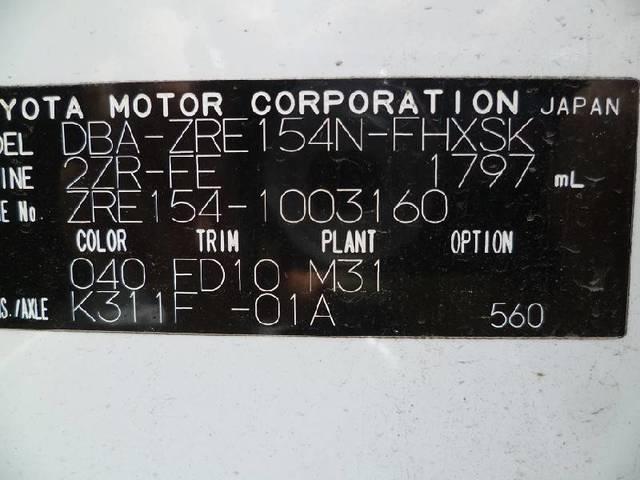 OYOTA MOTOR CORPORATION JAPAN
DEL DBA-ZRE154N-FHXSK
INE 2ZR-FE 1797 mL
E No. ZRE154-1003160
COLOR TRIM PLANT OPTION
040 FD10 M31
S./AXLE K311F -01A 560